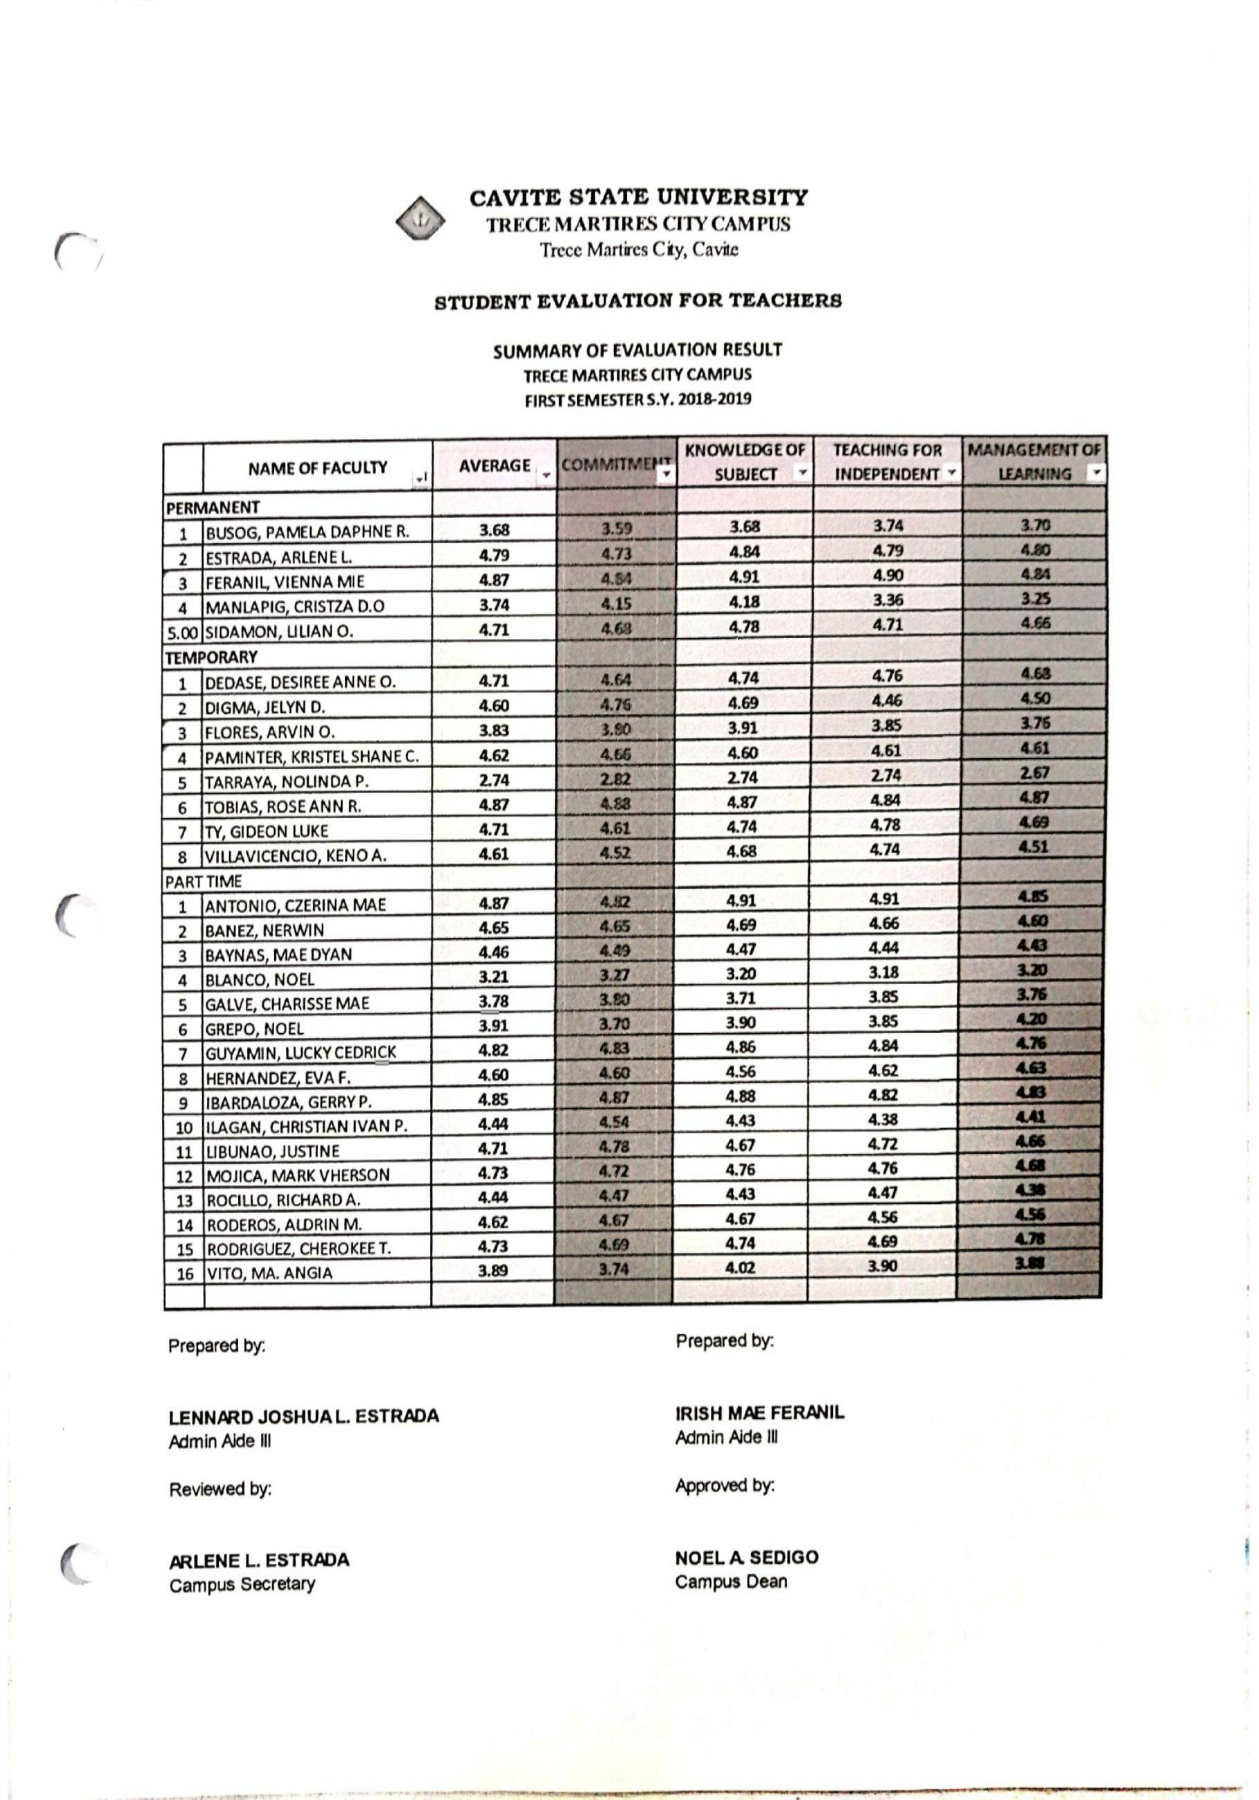 CAVITE STATE UNIVERSITY
TRECE MARTIRES CITY CAMPUS
Trece Martires City, Cavite
STUDENT EVALUATION FOR TEACHERS
SUMMARY OF EVALUATION RESULT
TRECE MARTIRES CITY CAMPUS
FIRST SEMESTER S.Y. 2018-2019
NAME OF FACULTY AVERAGE COMMITMENT KNOWLEDGE OF SUBJECT TEACHING FOR INDEPENDENT MANAGEMENT OF LEARNING
PERMANENT
1 BUSOG, PAMELA DAPHNE R. 3.68 3.59 3.68 3.74 3.70
2 ESTRADA, ARLENE L. 4.79 4.73 4.84 4.79 4.80
3 FERANIL, VIENNA MIE 4.87 4.84 4.91 4.90 4.84
4 MANLAPIG, CRISTZA D.O 3.74 4.15 4.18 3.36 3.25
5.00 SIDAMON, LILIAN O. 4.71 4.68 4.78 4.71 4.66
TEMPORARY
1 DEDASE, DESIREE ANNE O. 4.71 4.64 4.74 4.76 4.68
2 DIGMA, JELYN D. 4.60 4.76 4.69 4.46 4.50
3 FLORES, ARVIN O. 3.83 3.80 3.91 3.85 3.76
4 PAMINTER, KRISTEL SHANE C. 4.62 4.66 4.60 4.61 4.61
5 TARRAYA, NOLINDA P. 2.74 2.82 2.74 2.74 2.67
6 TOBIAS, ROSE ANN R. 4.87 4.88 4.87 4.84 4.87
7 TY, GIDEON LUKE 4.71 4.61 4.74 4.78 4.69
8 VILLAVICENCIO, KENO A. 4.61 4.52 4.68 4.74 4.51
PART TIME
1 ANTONIO, CZERINA MAE 4.87 4.82 4.91 4.91 4.85
2 BANEZ, NERWIN 4.65 4.65 4.69 4.66 4.60
3 BAYNAS, MAE DYAN 4.46 4.49 4.47 4.44 4.43
4 BLANCO, NOEL 3.21 3.27 3.20 3.18 3.20
5 GALVE, CHARISSE MAE 3.78 3.80 3.71 3.85 3.76
6 GREPO, NOEL 3.91 3.70 3.90 3.85 4.20
7 GUYAMIN, LUCKY CEDRICK 4.82 4.83 4.86 4.84 4.76
8 HERNANDEZ, EVA F. 4.60 4.60 4.56 4.62 4.63
9 IBARDALOZA, GERRY P. 4.85 4.87 4.88 4.82 4.83
10 ILAGAN, CHRISTIAN IVAN P. 4.44 4.54 4.43 4.38 4.41
11 LIBUNAO, JUSTINE 4.71 4.78 4.67 4.72 4.66
12 MOJICA, MARK VHERSON 4.73 4.72 4.76 4.76 4.68
13 ROCILLO, RICHARD A. 4.44 4.47 4.43 4.47 4.38
14 RODEROS, ALDRIN M. 4.62 4.67 4.67 4.56 4.56
15 RODRIGUEZ, CHEROKEE T. 4.73 4.69 4.74 4.69 4.78
16 VITO, MA. ANGIA 3.89 3.74 4.02 3.90 3.88
Prepared by: Prepared by:
LENNARD JOSHUA L. ESTRADA IRISH MAE FERANIL
Admin Aide III Admin Aide III
Reviewed by: Approved by:
ARLENE L. ESTRADA NOEL A. SEDIGO
Campus Secretary Campus Dean